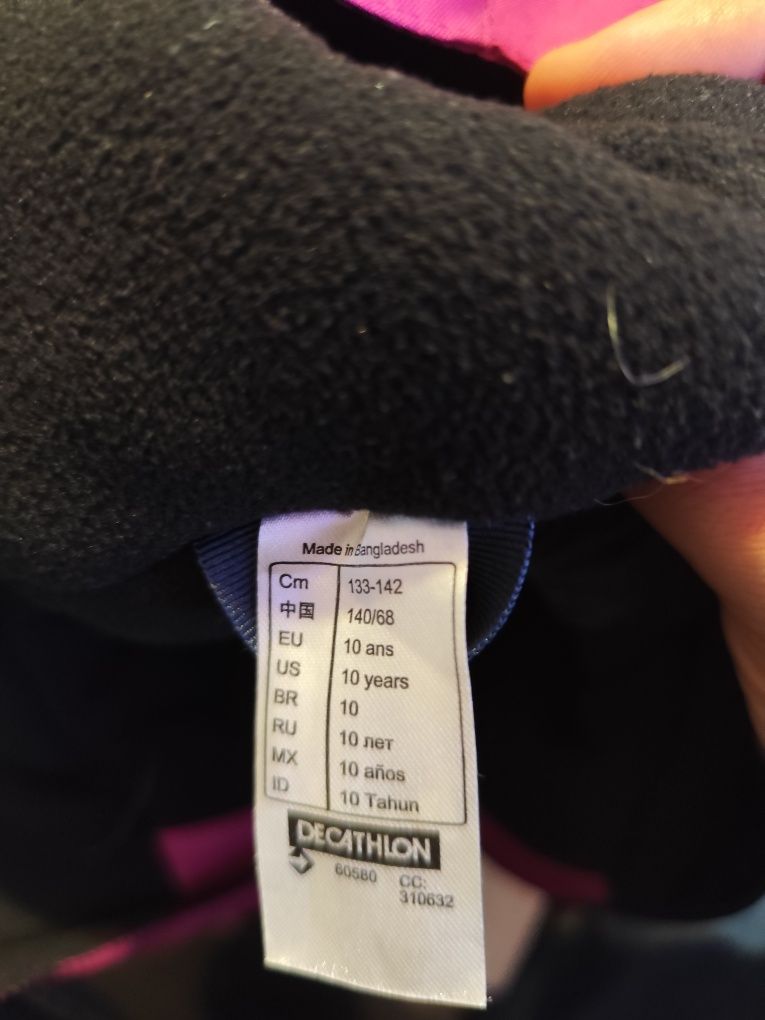 Made in Bangladesh
Cm 133-142
中国 140/68
EU 10 ans
US 10 years
BR 10
RU 10 лет
MX 10 años
ID 10 Tahun
DECATHLON
60580 CC:
310632